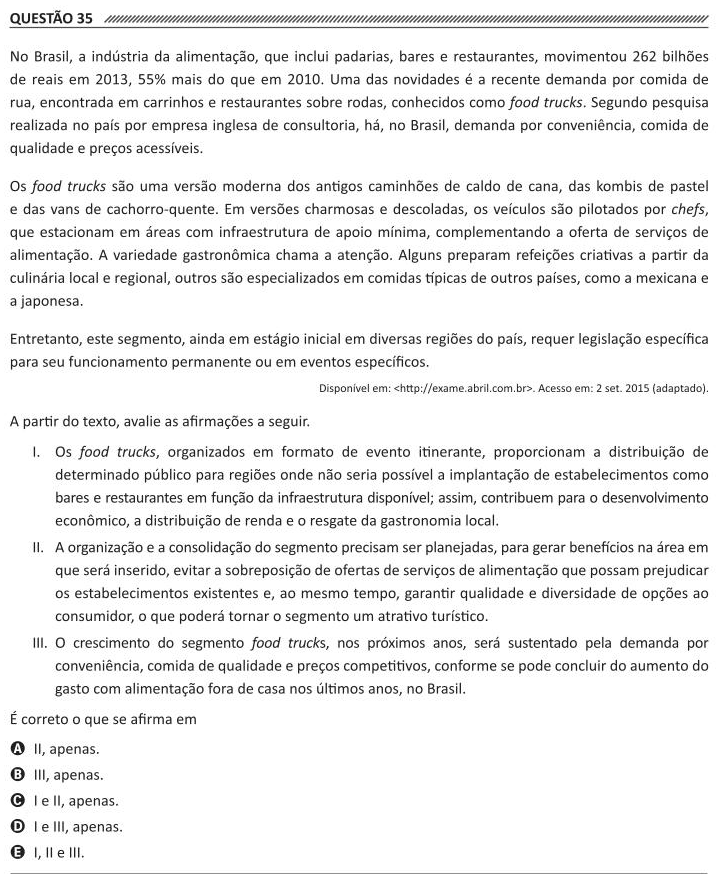 QUESTÃO 35
No Brasil, a indústria da alimentação, que inclui padarias, bares e restaurantes, movimentou 262 bilhões
de reais em 2013, 55% mais do que em 2010. Uma das novidades é a recente demanda por comida de
rua, encontrada em carrinhos e restaurantes sobre rodas, conhecidos como food trucks. Segundo pesquisa
realizada no país por empresa inglesa de consultoria, há, no Brasil, demanda por conveniência, comida de
qualidade e preços acessíveis.
Os food trucks são uma versão moderna dos antigos caminhões de caldo de cana, das kombis de pastel
e das vans de cachorro-quente. Em versões charmosas e descoladas, os veículos são pilotados por chefs,
que estacionam em áreas com infraestrutura de apoio mínima, complementando a oferta de serviços de
alimentação. A variedade gastronômica chama a atenção. Alguns preparam refeições criativas a partir da
culinária local e regional, outros são especializados em comidas típicas de outros países, como a mexicana e
a japonesa.
Entretanto, este segmento, ainda em estágio inicial em diversas regiões do país, requer legislação específica
para seu funcionamento permanente ou em eventos específicos.
Disponível em: <http://exame.abril.com.br>. Acesso em: 2 set. 2015 (adaptado).
A partir do texto, avalie as afirmações a seguir.
I. Os food trucks, organizados em formato de evento itinerante, proporcionam a distribuição de
determinado público para regiões onde não seria possível a implantação de estabelecimentos como
bares e restaurantes em função da infraestrutura disponível; assim, contribuem para o desenvolvimento
econômico, a distribuição de renda e o resgate da gastronomia local.
II. A organização e a consolidação do segmento precisam ser planejadas, para gerar benefícios na área em
que será inserido, evitar a sobreposição de ofertas de serviços de alimentação que possam prejudicar
os estabelecimentos existentes e, ao mesmo tempo, garantir qualidade e diversidade de opções ao
consumidor, o que poderá tornar o segmento um atrativo turístico.
III. O crescimento do segmento food trucks, nos próximos anos, será sustentado pela demanda por
conveniência, comida de qualidade e preços competitivos, conforme se pode concluir do aumento do
gasto com alimentação fora de casa nos últimos anos, no Brasil.
É correto o que se afirma em
A II, apenas.
B III, apenas.
C I e II, apenas.
D I e III, apenas.
E I, II e III.